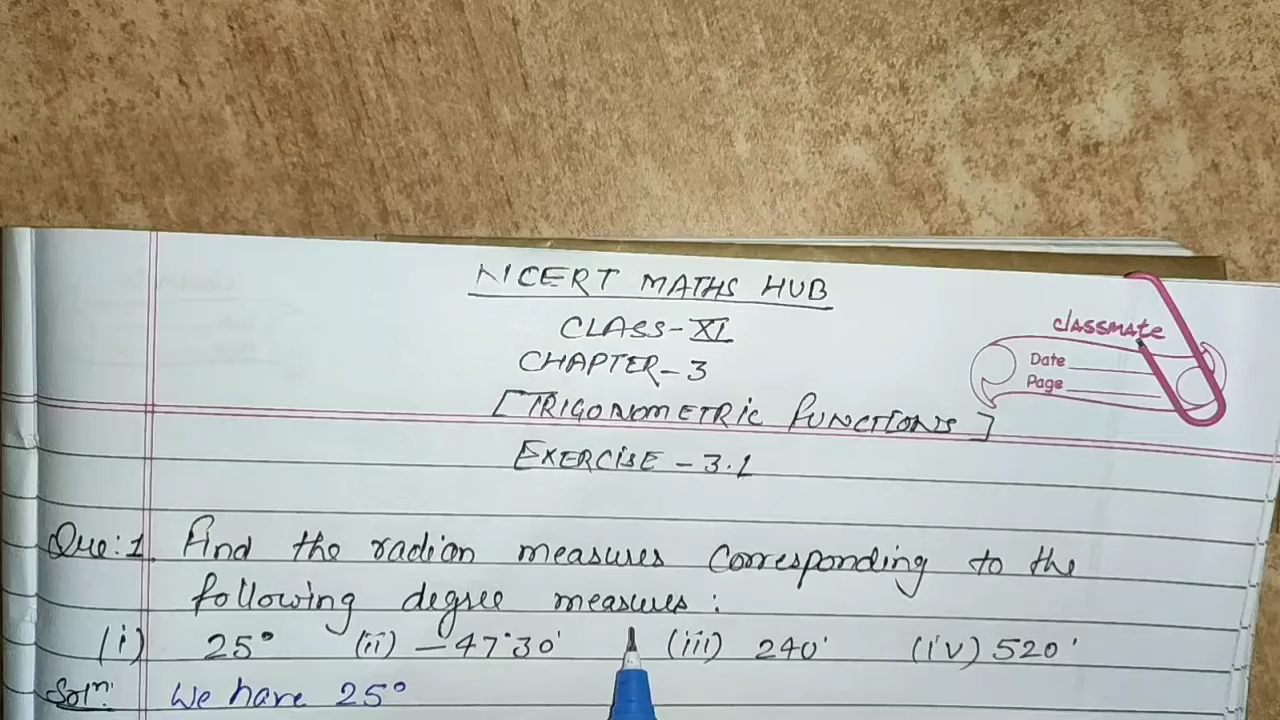 NCERT MATHS HUB
CLASS-XI
CHAPTER-3
[TRIGONOMETRIC FUNCTIONS]
EXERCISE-3.1
classmate
Date
Page
Que:1. Find the radian measures corresponding to the
following degree measures:
(i) 25° (ii) -47°30' (iii) 240' (iv) 520'
Solⁿ: We have 25°